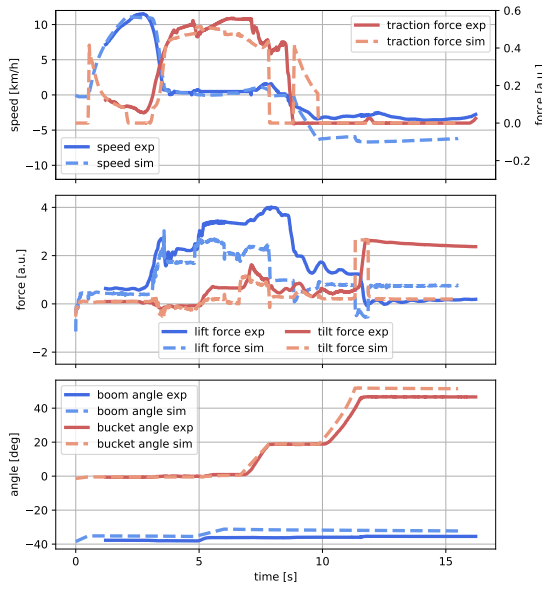 10
5
0
−5
−10
speed [km/h]
0.6
0.4
0.2
0.0
−0.2
force [a.u.]
traction force exp
traction force sim
speed exp
speed sim
4
2
0
−2
force [a.u.]
lift force exp
lift force sim
tilt force exp
tilt force sim
boom angle exp
boom angle sim
bucket angle exp
bucket angle sim
40
20
0
−20
−40
angle [deg]
0 5 10 15
time [s]